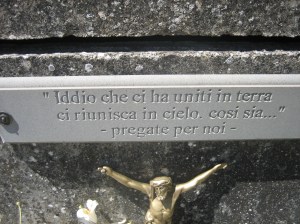 "Iddio che ci ha uniti in terra
ci riunisca in cielo. così sia..."
- pregate per noi -